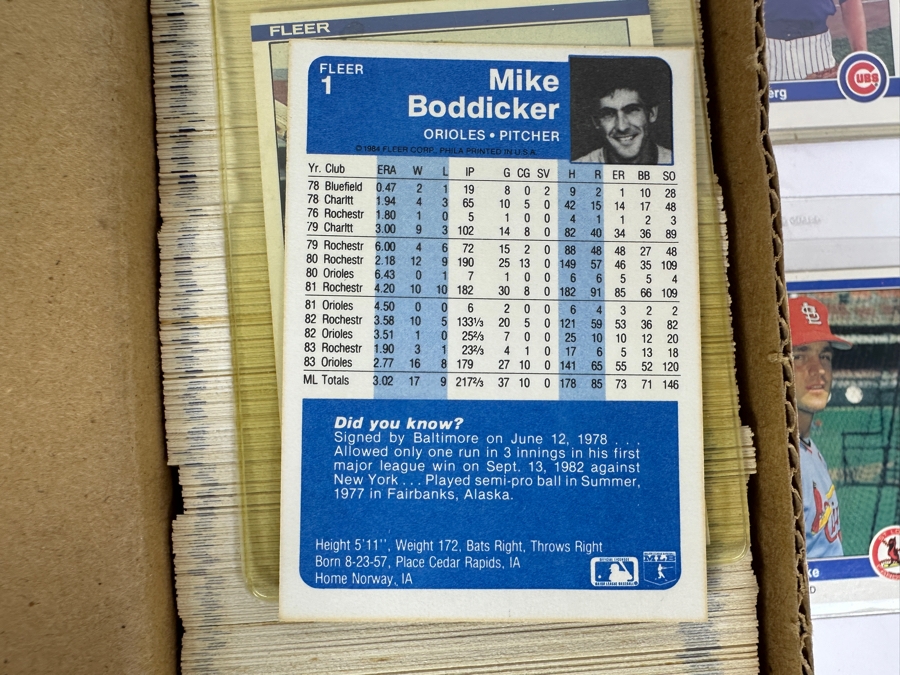 FLEER
FLEER
1
Mike
Boddicker
ORIOLES • PITCHER
©1984 FLEER CORP., PHILA PRINTED IN U.S.A.
Yr. Club ERA W L IP G CG SV H R ER BB SO
78 Bluefield 0.47 2 1 19 8 0 2 9 2 1 10 28
78 Charltt 1.94 4 3 65 10 5 0 42 15 14 17 48
76 Rochestr 1.80 1 0 5 1 0 0 4 1 1 2 3
79 Charltt 3.00 9 3 102 14 8 0 82 40 34 36 89
79 Rochestr 6.00 4 6 72 15 2 0 88 48 48 27 48
80 Rochestr 2.18 12 9 190 25 13 0 149 57 46 35 109
80 Orioles 6.43 0 1 7 1 0 0 6 6 5 5 4
81 Rochestr 4.20 10 10 182 30 8 0 182 91 85 66 109
81 Orioles 4.50 0 0 6 2 0 0 6 4 3 2 2
82 Rochestr 3.58 10 5 133⅓ 20 5 0 121 59 53 36 82
82 Orioles 3.51 1 0 25⅔ 7 0 0 25 10 10 12 20
83 Rochestr 1.90 3 1 23⅔ 4 1 0 17 6 5 13 18
83 Orioles 2.77 16 8 179 27 10 0 141 65 55 52 120
ML Totals 3.02 17 9 217⅔ 37 10 0 178 85 73 71 146
Did you know?
Signed by Baltimore on June 12, 1978 . . .
Allowed only one run in 3 innings in his first
major league win on Sept. 13, 1982 against
New York . . . Played semi-pro ball in Summer,
1977 in Fairbanks, Alaska.
Height 5'11'', Weight 172, Bats Right, Throws Right
Born 8-23-57, Place Cedar Rapids, IA
Home Norway, IA
MLB
erg
CUBS
ke